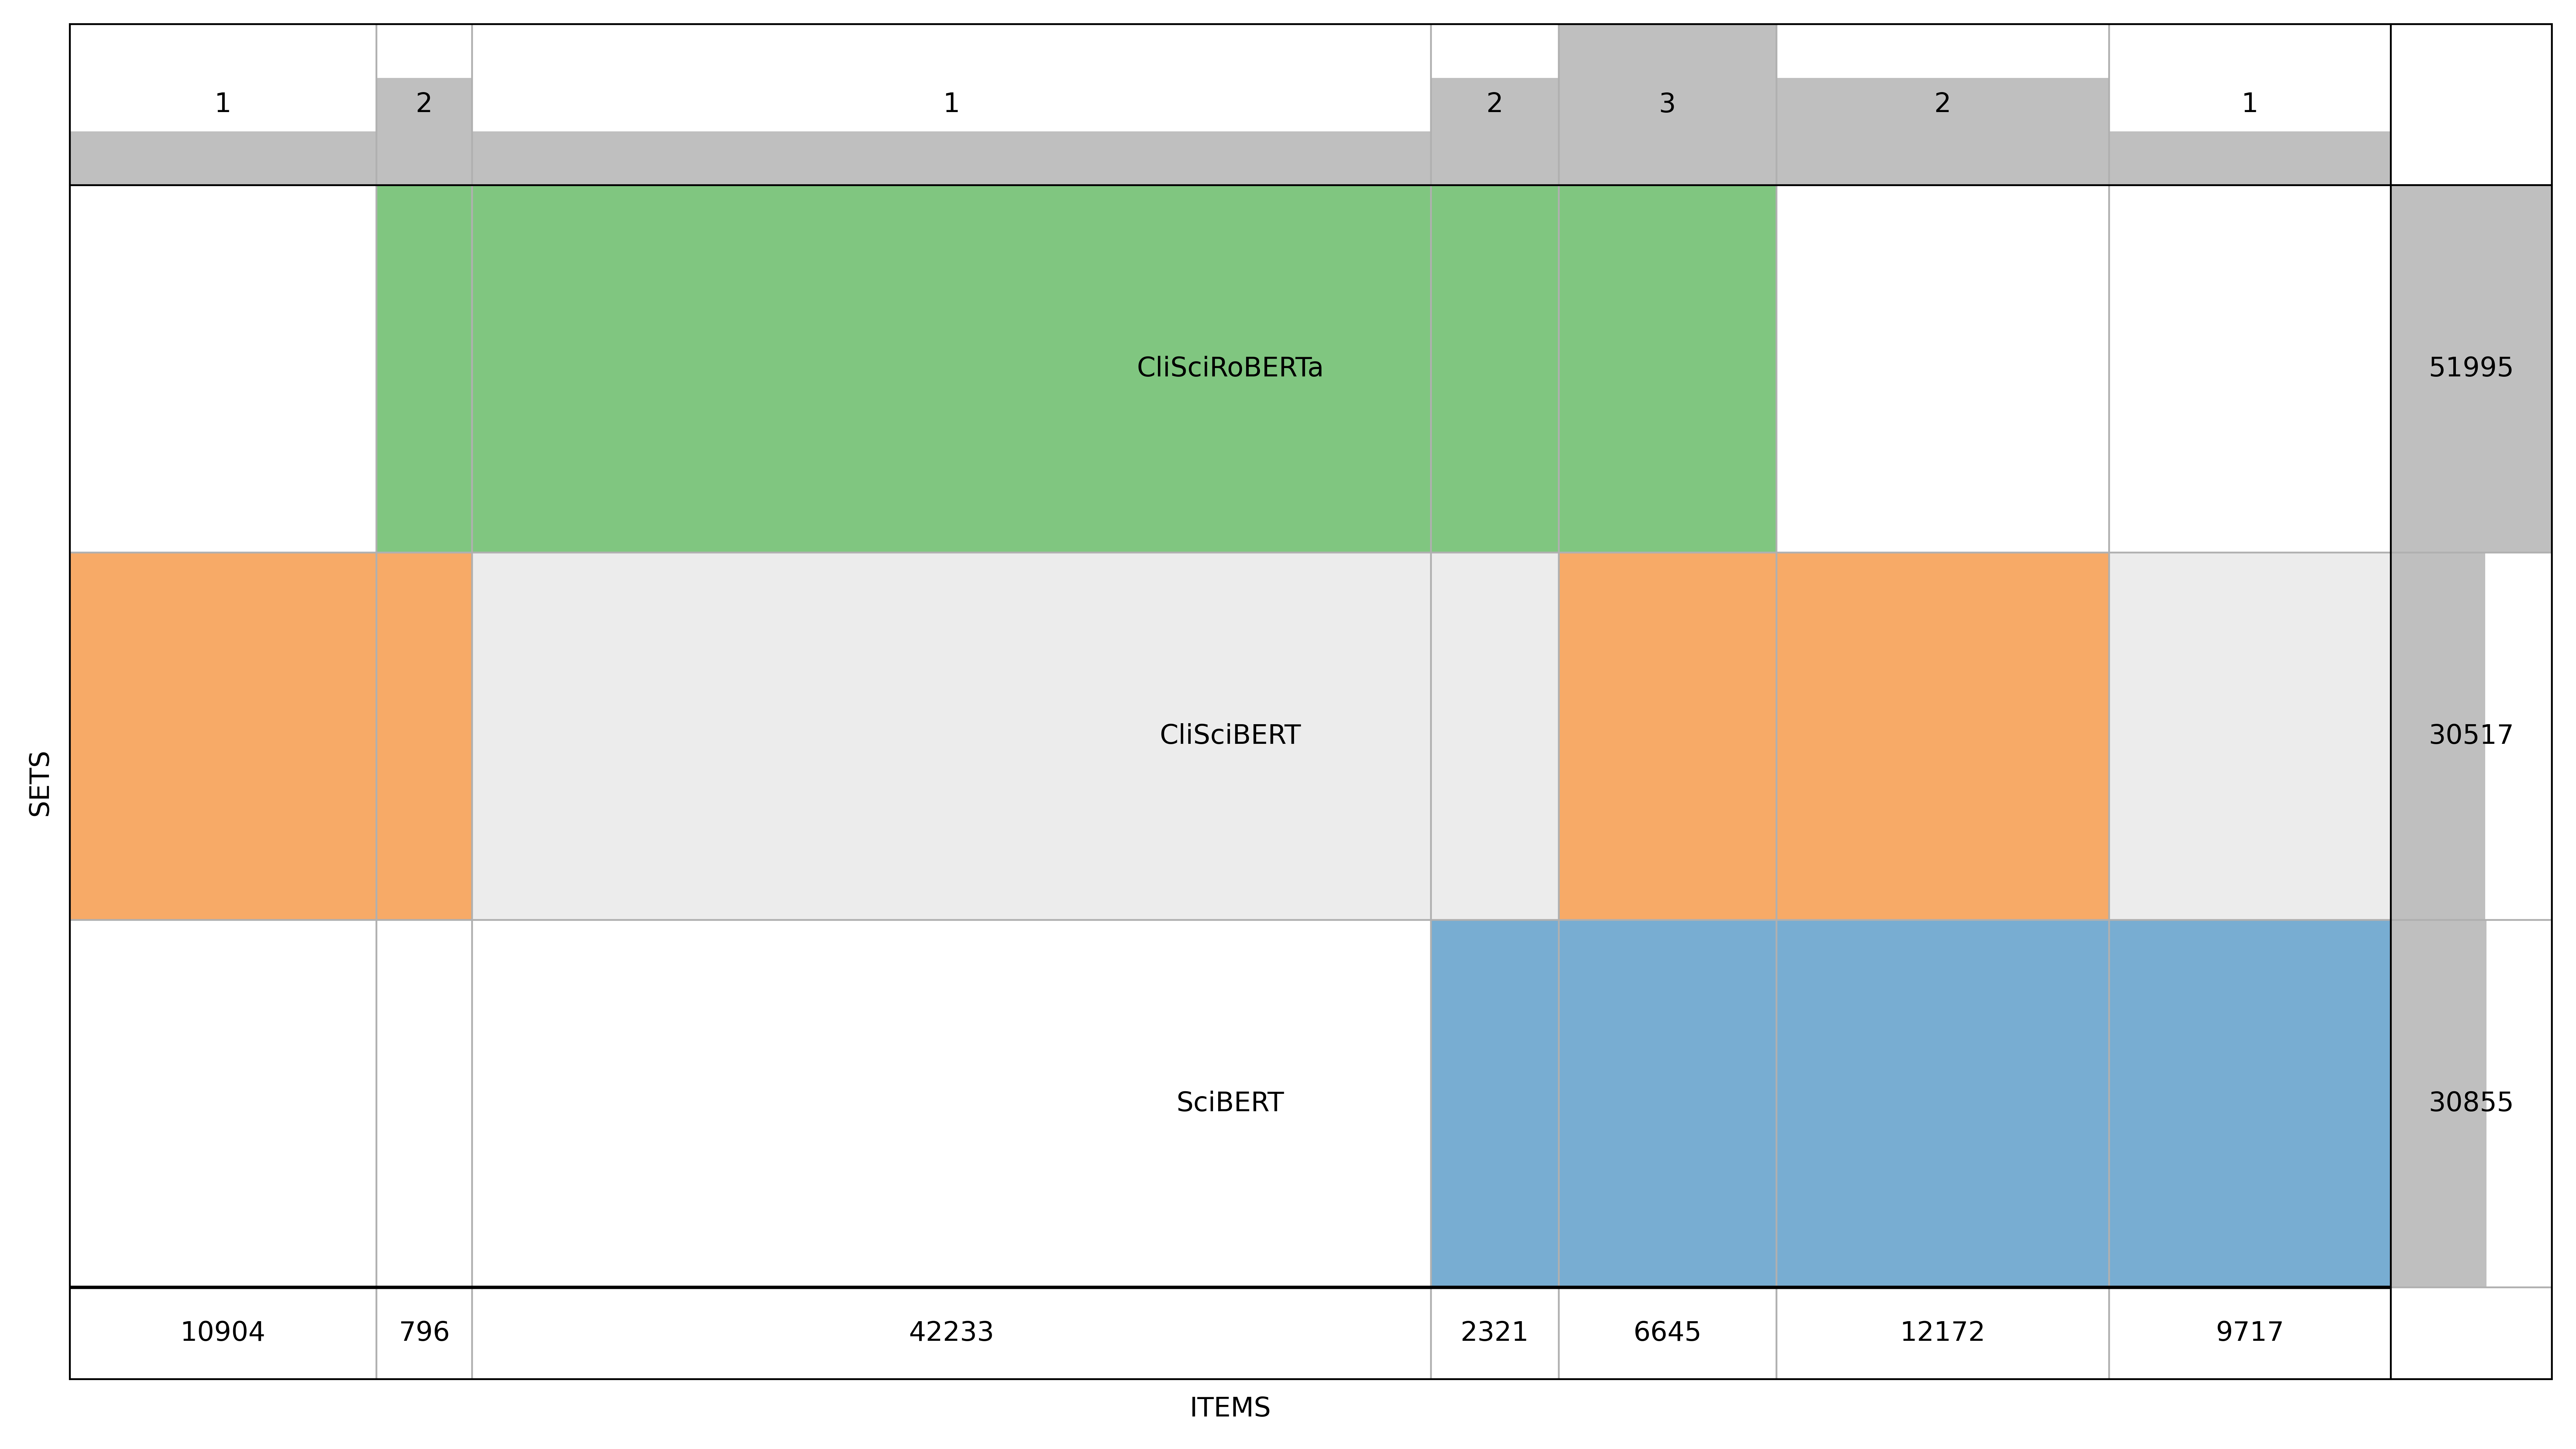 1 2 1 2 3 2 1
CliSciRoBERTa 51995
CliSciBERT 30517
SciBERT 30855
SETS
10904 796 42233 2321 6645 12172 9717
ITEMS